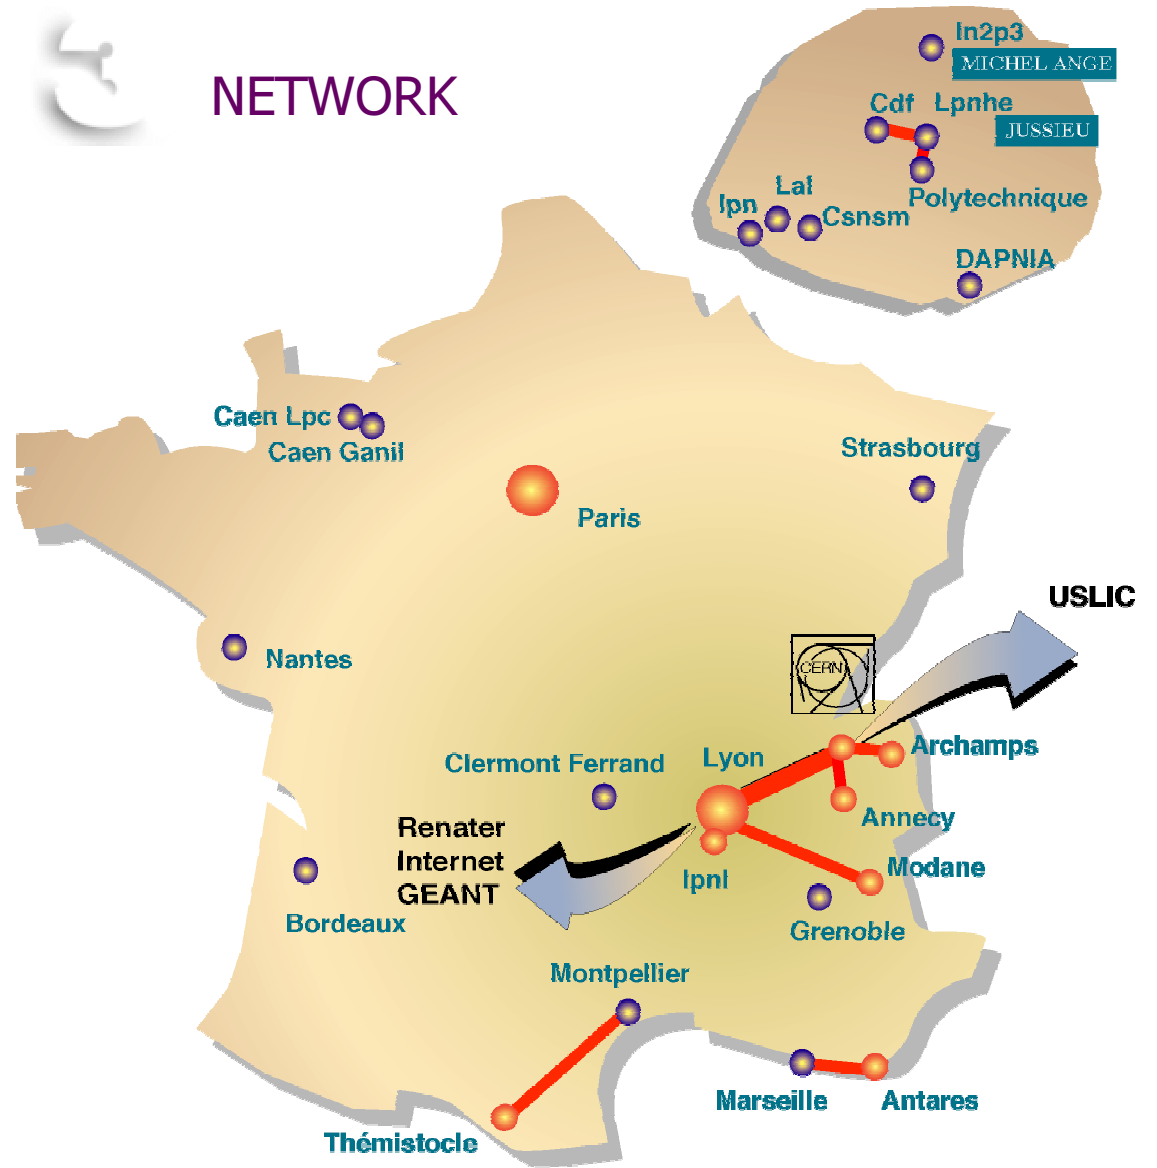 3
NETWORK
In2p3
MICHEL ANGE
Cdf
Lpnhe
JUSSIEU
Polytechnique
Lal
Ipn
Csnsm
DAPNIA
Caen Lpc
Caen Ganil
Strasbourg
Paris
USLIC
Nantes
CERN
Archamps
Lyon
Clermont Ferrand
Annecy
Renater
Internet
GEANT
Modane
Ipnl
Bordeaux
Grenoble
Montpellier
Marseille
Antares
Thémistocle